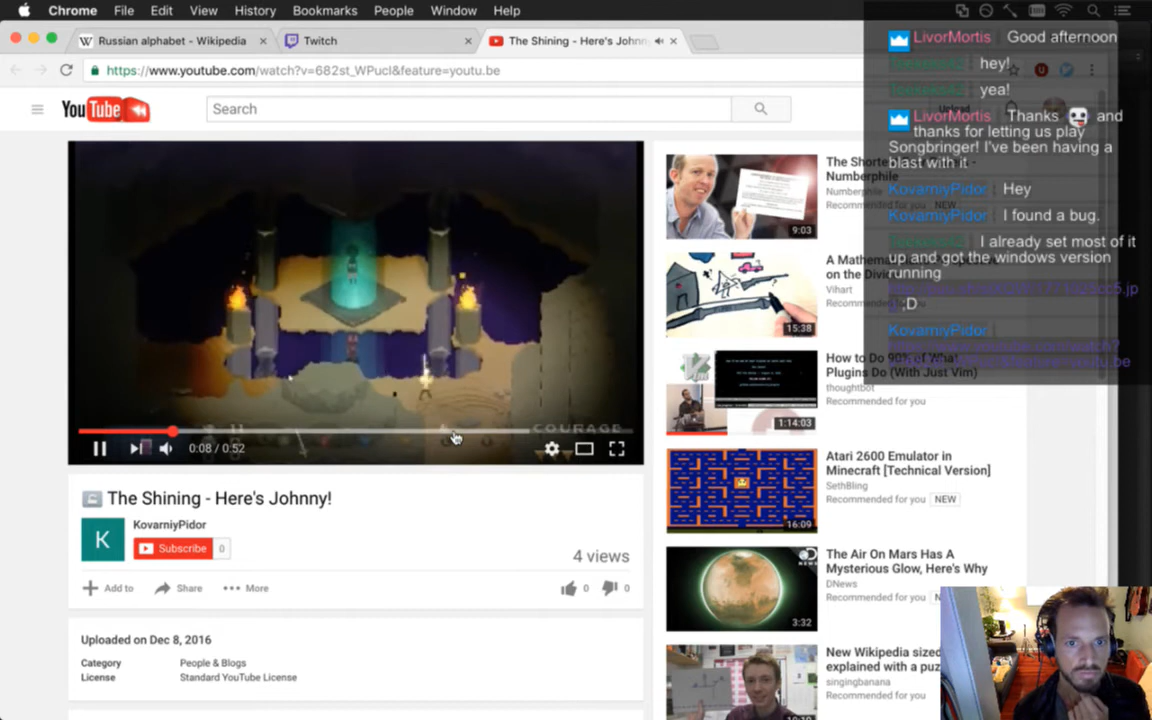 Chrome File Edit View History Bookmarks People Window Help
Russian alphabet - Wikipedia
Twitch
The Shining - Here's Johnny
https://www.youtube.com/watch?v=682st_WPucI&feature=youtu.be
YouTube
Search
COURAGE
0:08 / 0:52
The Shining - Here's Johnny!
K
KovarniyPidor
Subscribe 0
4 views
Add to Share More
0 0
Uploaded on Dec 8, 2016
Category People & Blogs
License Standard YouTube License
Numberphile
Numberphile
Recommended for you NEW
9:03
on the
Vihart
15:38
How to Do 90% of What
Plugins Do (With Just Vim)
thoughtbot
Recommended for you
1:14:03
Atari 2600 Emulator in
Minecraft [Technical Version]
SethBling
Recommended for you NEW
16:09
The Air On Mars Has A
Mysterious Glow, Here's Why
DNews
Recommended for you
3:32
New Wikipedia sized
explained with a
singingbanana
Recommended for you
LivorMortis Good afternoon
hey!
yea!
LivorMortis Thanks and
thanks for letting us play
Songbringer! I've been having a
blast with it
KovarniyPidor Hey
KovarniyPidor I found a bug.
I already set most of it
up and got the windows version
running
;D
KovarniyPidor